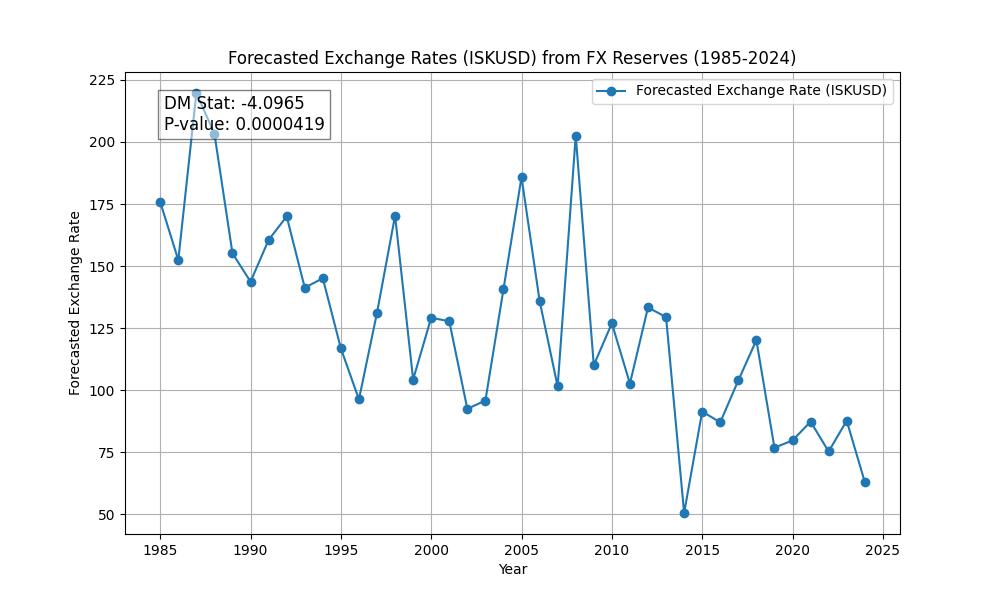 Forecasted Exchange Rates (ISKUSD) from FX Reserves (1985-2024)
DM Stat: -4.0965
P-value: 0.0000419
Forecasted Exchange Rate (ISKUSD)
Forecasted Exchange Rate
225
200
175
150
125
100
75
50
1985 1990 1995 2000 2005 2010 2015 2020 2025
Year